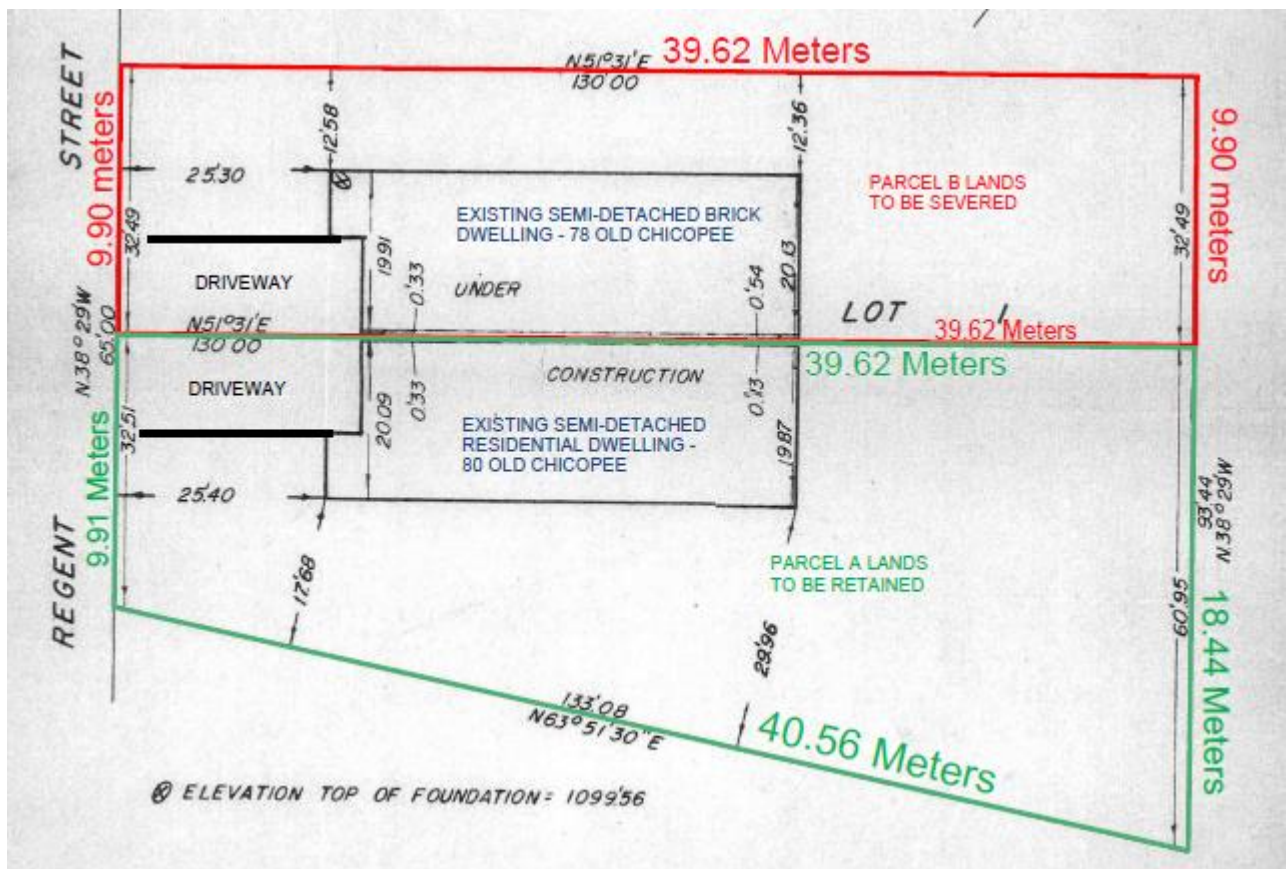 N51°31'E
39.62 Meters
130'00
STREET
9.90 meters
32'49
25'30
12'58
12'36
PARCEL B LANDS
TO BE SEVERED
9.90 meters
32'49
EXISTING SEMI-DETACHED BRICK
DWELLING - 78 OLD CHICOPEE
19'91
0'33
UNDER
0'54
20'13
DRIVEWAY
LOT 1
N38°29'W
65'00
N51°31'E
130'00
39.62 Meters
39.62 Meters
DRIVEWAY
CONSTRUCTION
20'09
0'33
0'13
19'87
EXISTING SEMI-DETACHED
RESIDENTIAL DWELLING -
80 OLD CHICOPEE
9.91 Meters
32'51
25'40
REGENT
17'68
29'96
PARCEL A LANDS
TO BE RETAINED
93'44
N38°29'W
60'95
18.44 Meters
133'08
N63°51'30"E
40.56 Meters
⊗ ELEVATION TOP OF FOUNDATION = 1099'56